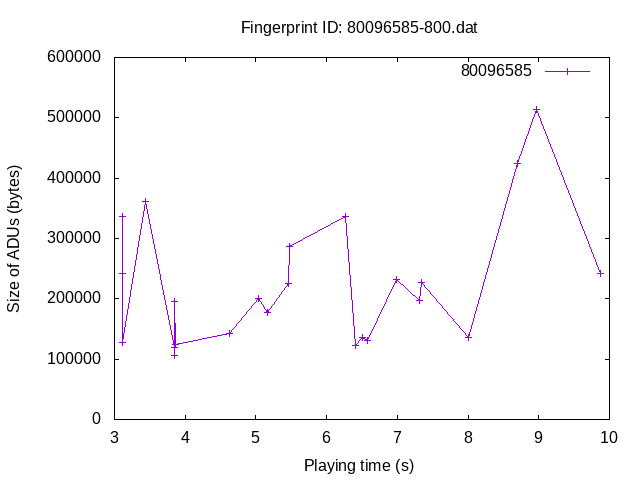 Fingerprint ID: 80096585-800.dat
80096585
600000
500000
400000
300000
200000
100000
0
Size of ADUs (bytes)
3 4 5 6 7 8 9 10
Playing time (s)